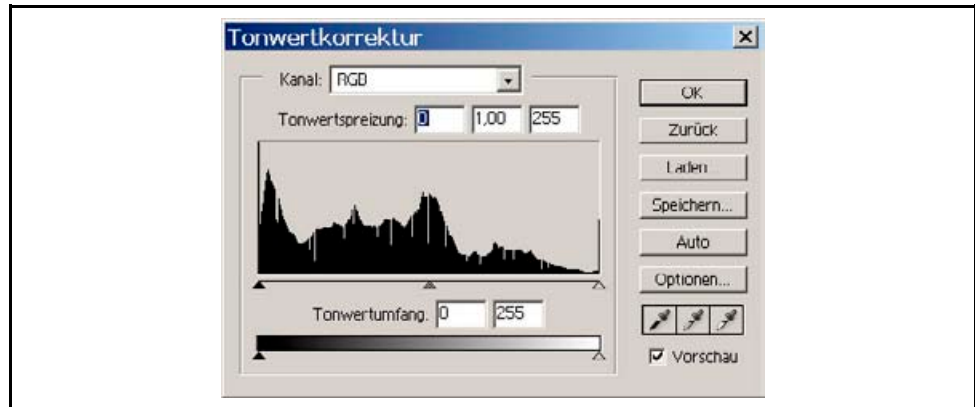 Tonwertkorrektur
Kanal: RGB
Tonwertspreizung: 0 1,00 255
Tonwertumfang. 0 255
OK
Zurück
Laden
Speichern...
Auto
Optionen...
Vorschau